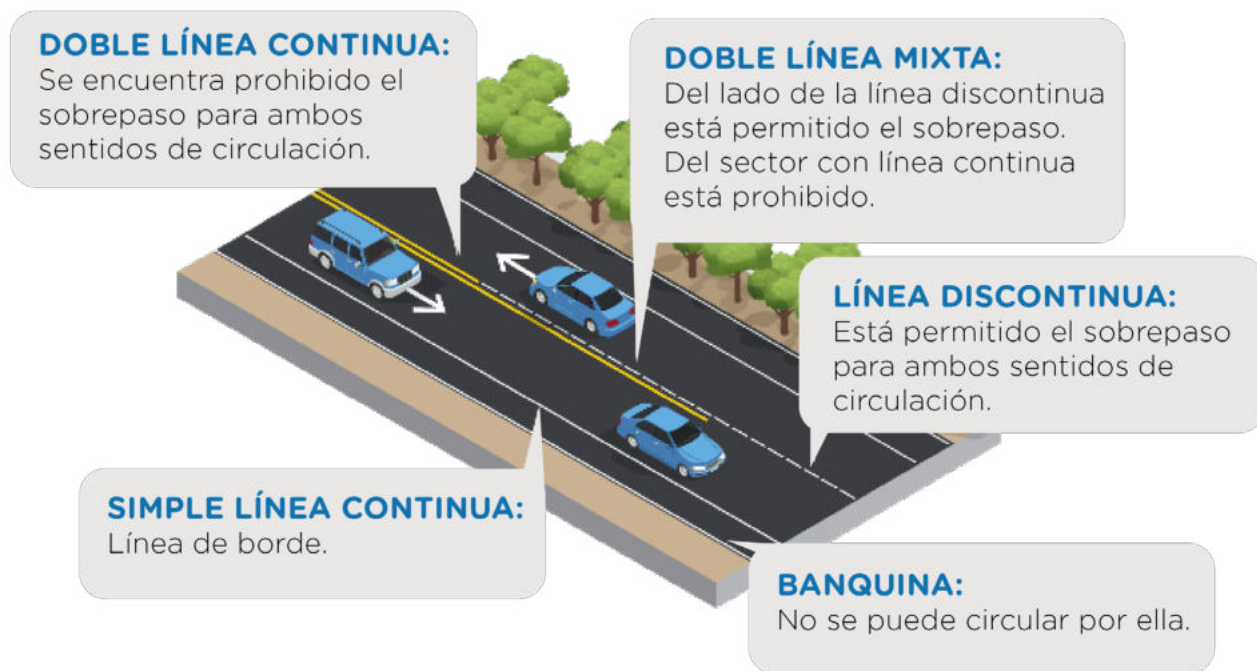 DOBLE LÍNEA CONTINUA:
Se encuentra prohibido el
sobrepaso para ambos
sentidos de circulación.
DOBLE LÍNEA MIXTA:
Del lado de la línea discontinua
está permitido el sobrepaso.
Del sector con línea continua
está prohibido.
LÍNEA DISCONTINUA:
Está permitido el sobrepaso
para ambos sentidos de
circulación.
SIMPLE LÍNEA CONTINUA:
Línea de borde.
BANQUINA:
No se puede circular por ella.